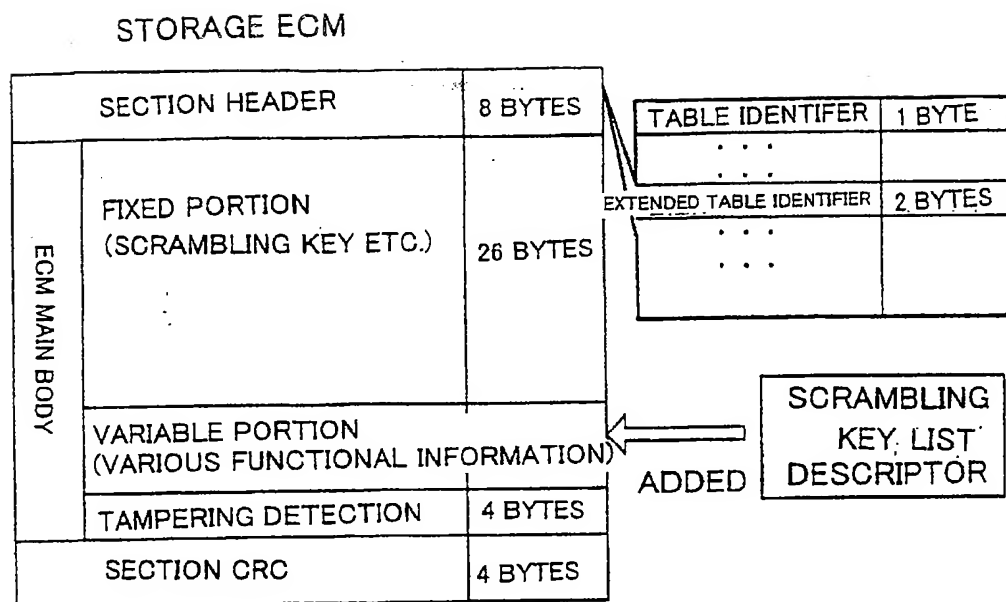 STORAGE ECM
SECTION HEADER 8 BYTES
TABLE IDENTIFER 1 BYTE
. . .
. . .
EXTENDED TABLE IDENTIFIER 2 BYTES
. . .
. . .
ECM MAIN BODY
FIXED PORTION
(SCRAMBLING KEY ETC.) 26 BYTES
VARIABLE PORTION
(VARIOUS FUNCTIONAL INFORMATION)
ADDED
SCRAMBLING
KEY LIST
DESCRIPTOR
TAMPERING DETECTION 4 BYTES
SECTION CRC 4 BYTES